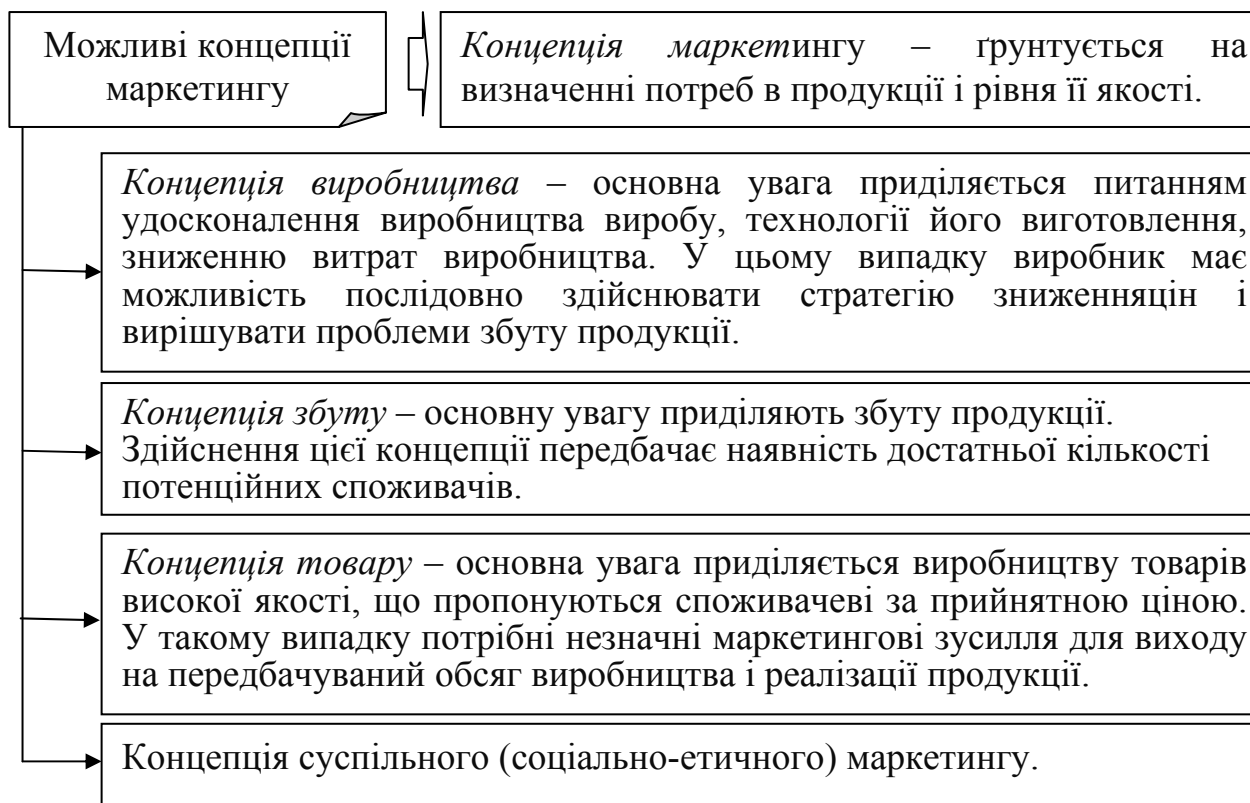 Можливі концепції
маркетингу
Концепція маркетингу – ґрунтується на
визначенні потреб в продукції і рівня її якості.
Концепція виробництва – основна увага приділяється питанням
удосконалення виробництва виробу, технології його виготовлення,
зниженню витрат виробництва. У цьому випадку виробник має
можливість послідовно здійснювати стратегію зниженняцін і
вирішувати проблеми збуту продукції.
Концепція збуту – основну увагу приділяють збуту продукції.
Здійснення цієї концепції передбачає наявність достатньої кількості
потенційних споживачів.
Концепція товару – основна увага приділяється виробництву товарів
високої якості, що пропонуються споживачеві за прийнятною ціною.
У такому випадку потрібні незначні маркетингові зусилля для виходу
на передбачуваний обсяг виробництва і реалізації продукції.
Концепція суспільного (соціально-етичного) маркетингу.